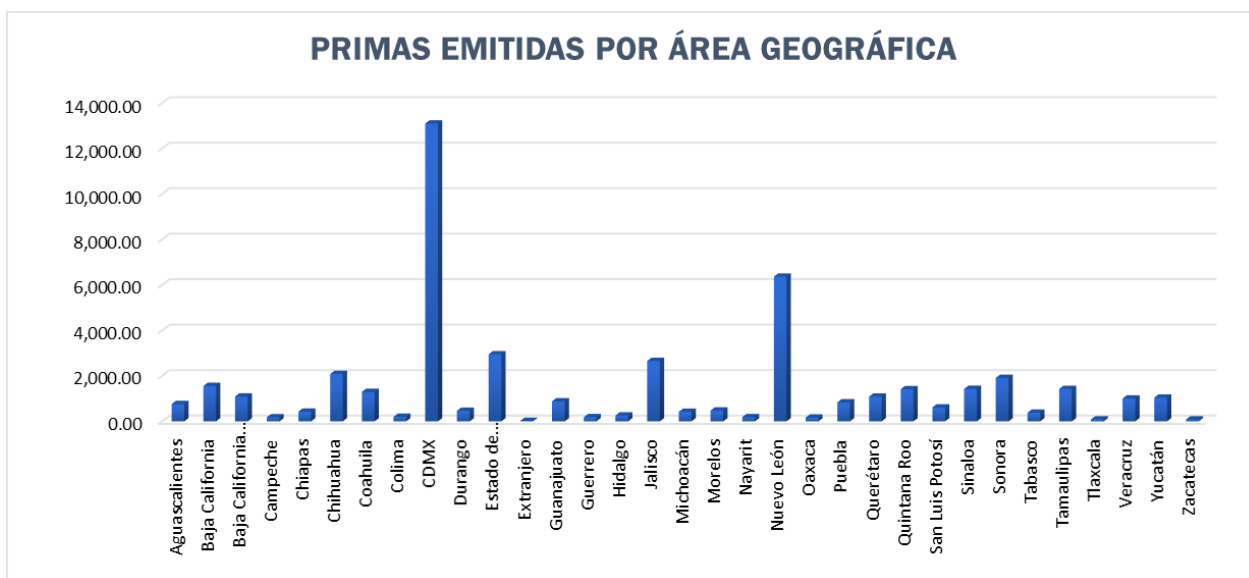 PRIMAS EMITIDAS POR ÁREA GEOGRÁFICA
14,000.00
12,000.00
10,000.00
8,000.00
6,000.00
4,000.00
2,000.00
0.00
Aguascalientes
Baja California
Baja California...
Campeche
Chiapas
Chihuahua
Coahuila
Colima
CDMX
Durango
Estado de...
Extranjero
Guanajuato
Guerrero
Hidalgo
Jalisco
Michoacán
Morelos
Nayarit
Nuevo León
Oaxaca
Puebla
Querétaro
Quintana Roo
San Luis Potosí
Sinaloa
Sonora
Tabasco
Tamaulipas
Tlaxcala
Veracruz
Yucatán
Zacatecas